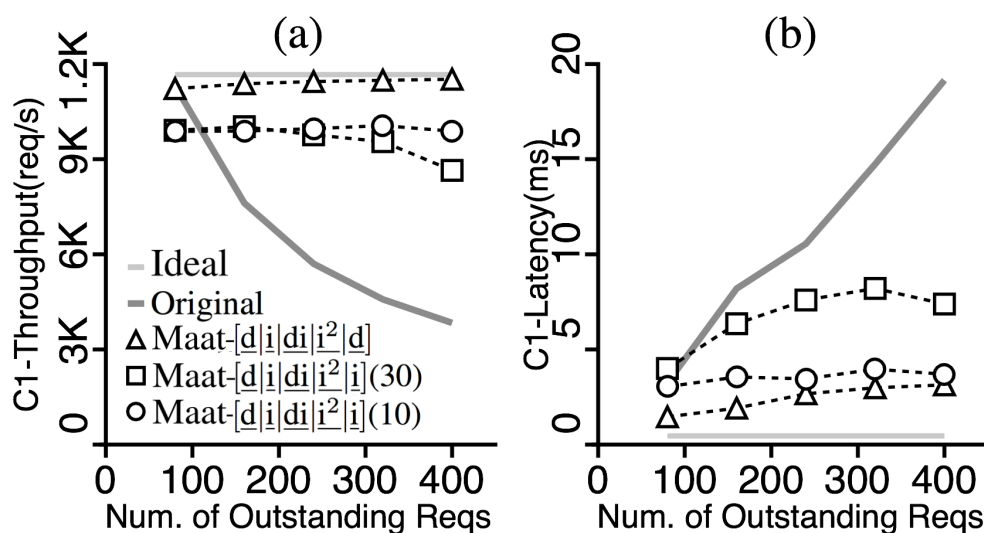 (a)
C1-Throughput(req/s)
1.2K
9K
6K
3K
0
Ideal
Original
Maat-[d|i|di|i²|d]
Maat-[d|i|di|i²|i](30)
Maat-[d|i|di|i²|i](10)
0 100 200 300 400
Num. of Outstanding Reqs
(b)
C1-Latency(ms)
20
15
10
5
0
0 100 200 300 400
Num. of Outstanding Reqs